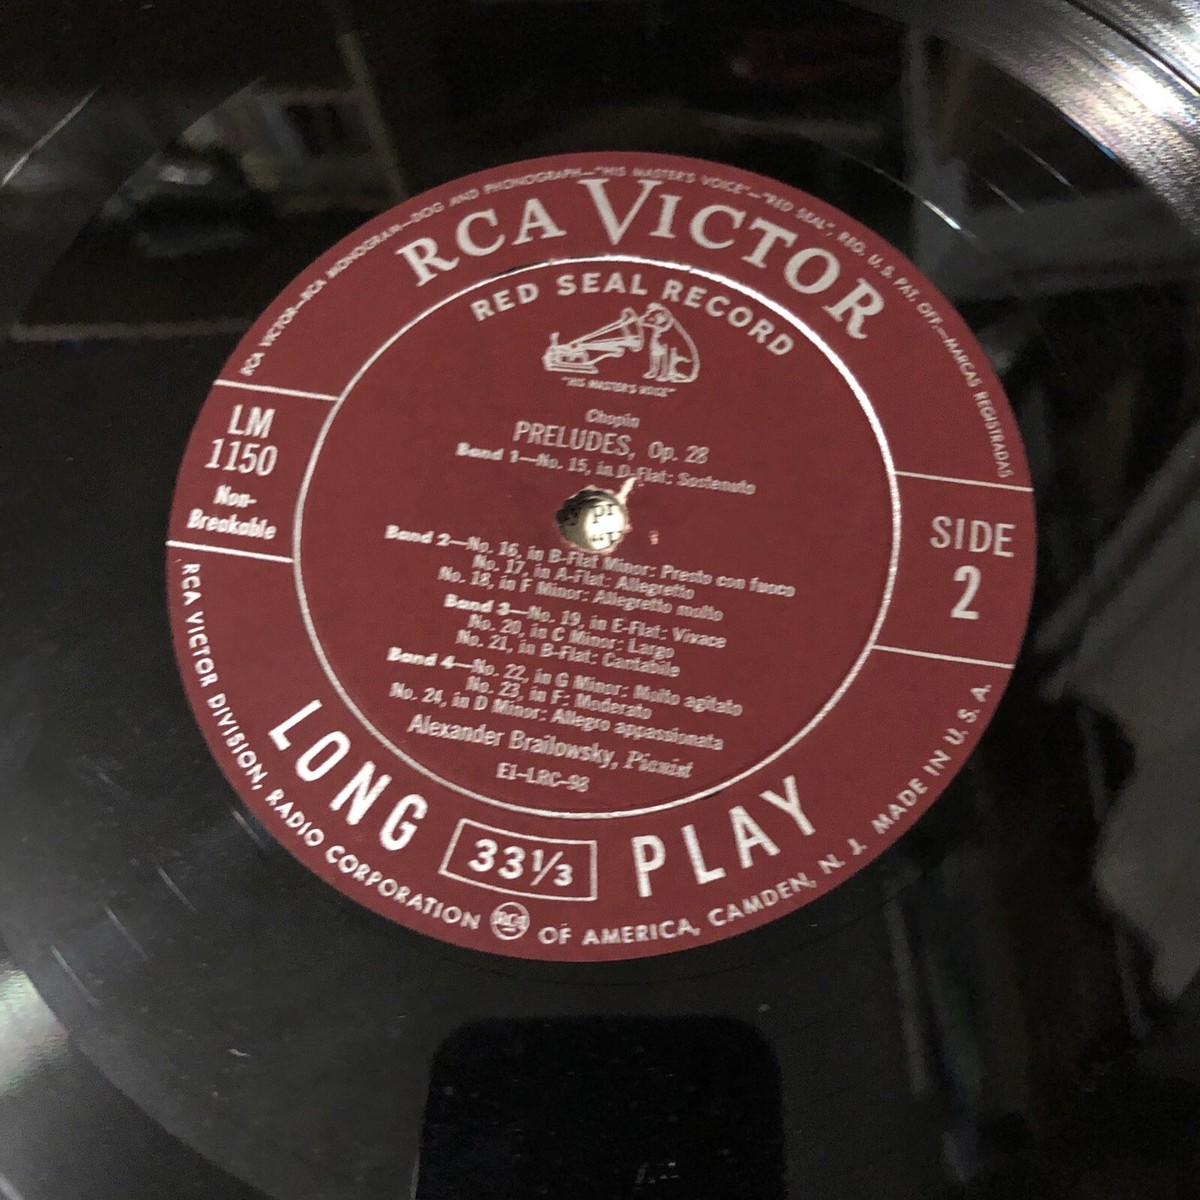 RCA VICTOR—RCA MONOGRAM—DOG AND PHONOGRAPH—"HIS MASTER'S VOICE"—"RED SEAL", REG. U. S. PAT. OFF.—MARCAS REGISTRADAS
RCA VICTOR
RED SEAL RECORD
"HIS MASTER'S VOICE"
LM
1150
Non-
Breakable
SIDE
2
Chopin
PRELUDES, Op. 28
Band 1—No. 15, in D-Flat: Sostenuto
Band 2—No. 16, in B-Flat Minor: Presto con fuoco
No. 17, in A-Flat: Allegretto
No. 18, in F Minor: Allegretto molto
Band 3—No. 19, in E-Flat: Vivace
No. 20, in C Minor: Largo
No. 21, in B-Flat: Cantabile
Band 4—No. 22, in G Minor: Molto agitato
No. 23, in F: Moderato
No. 24, in D Minor: Allegro appassionata
Alexander Brailowsky, Pianist
E1-LRC-98
LONG 33⅓ PLAY
RCA VICTOR DIVISION, RADIO CORPORATION RCA OF AMERICA, CAMDEN, N. J. MADE IN U. S. A.